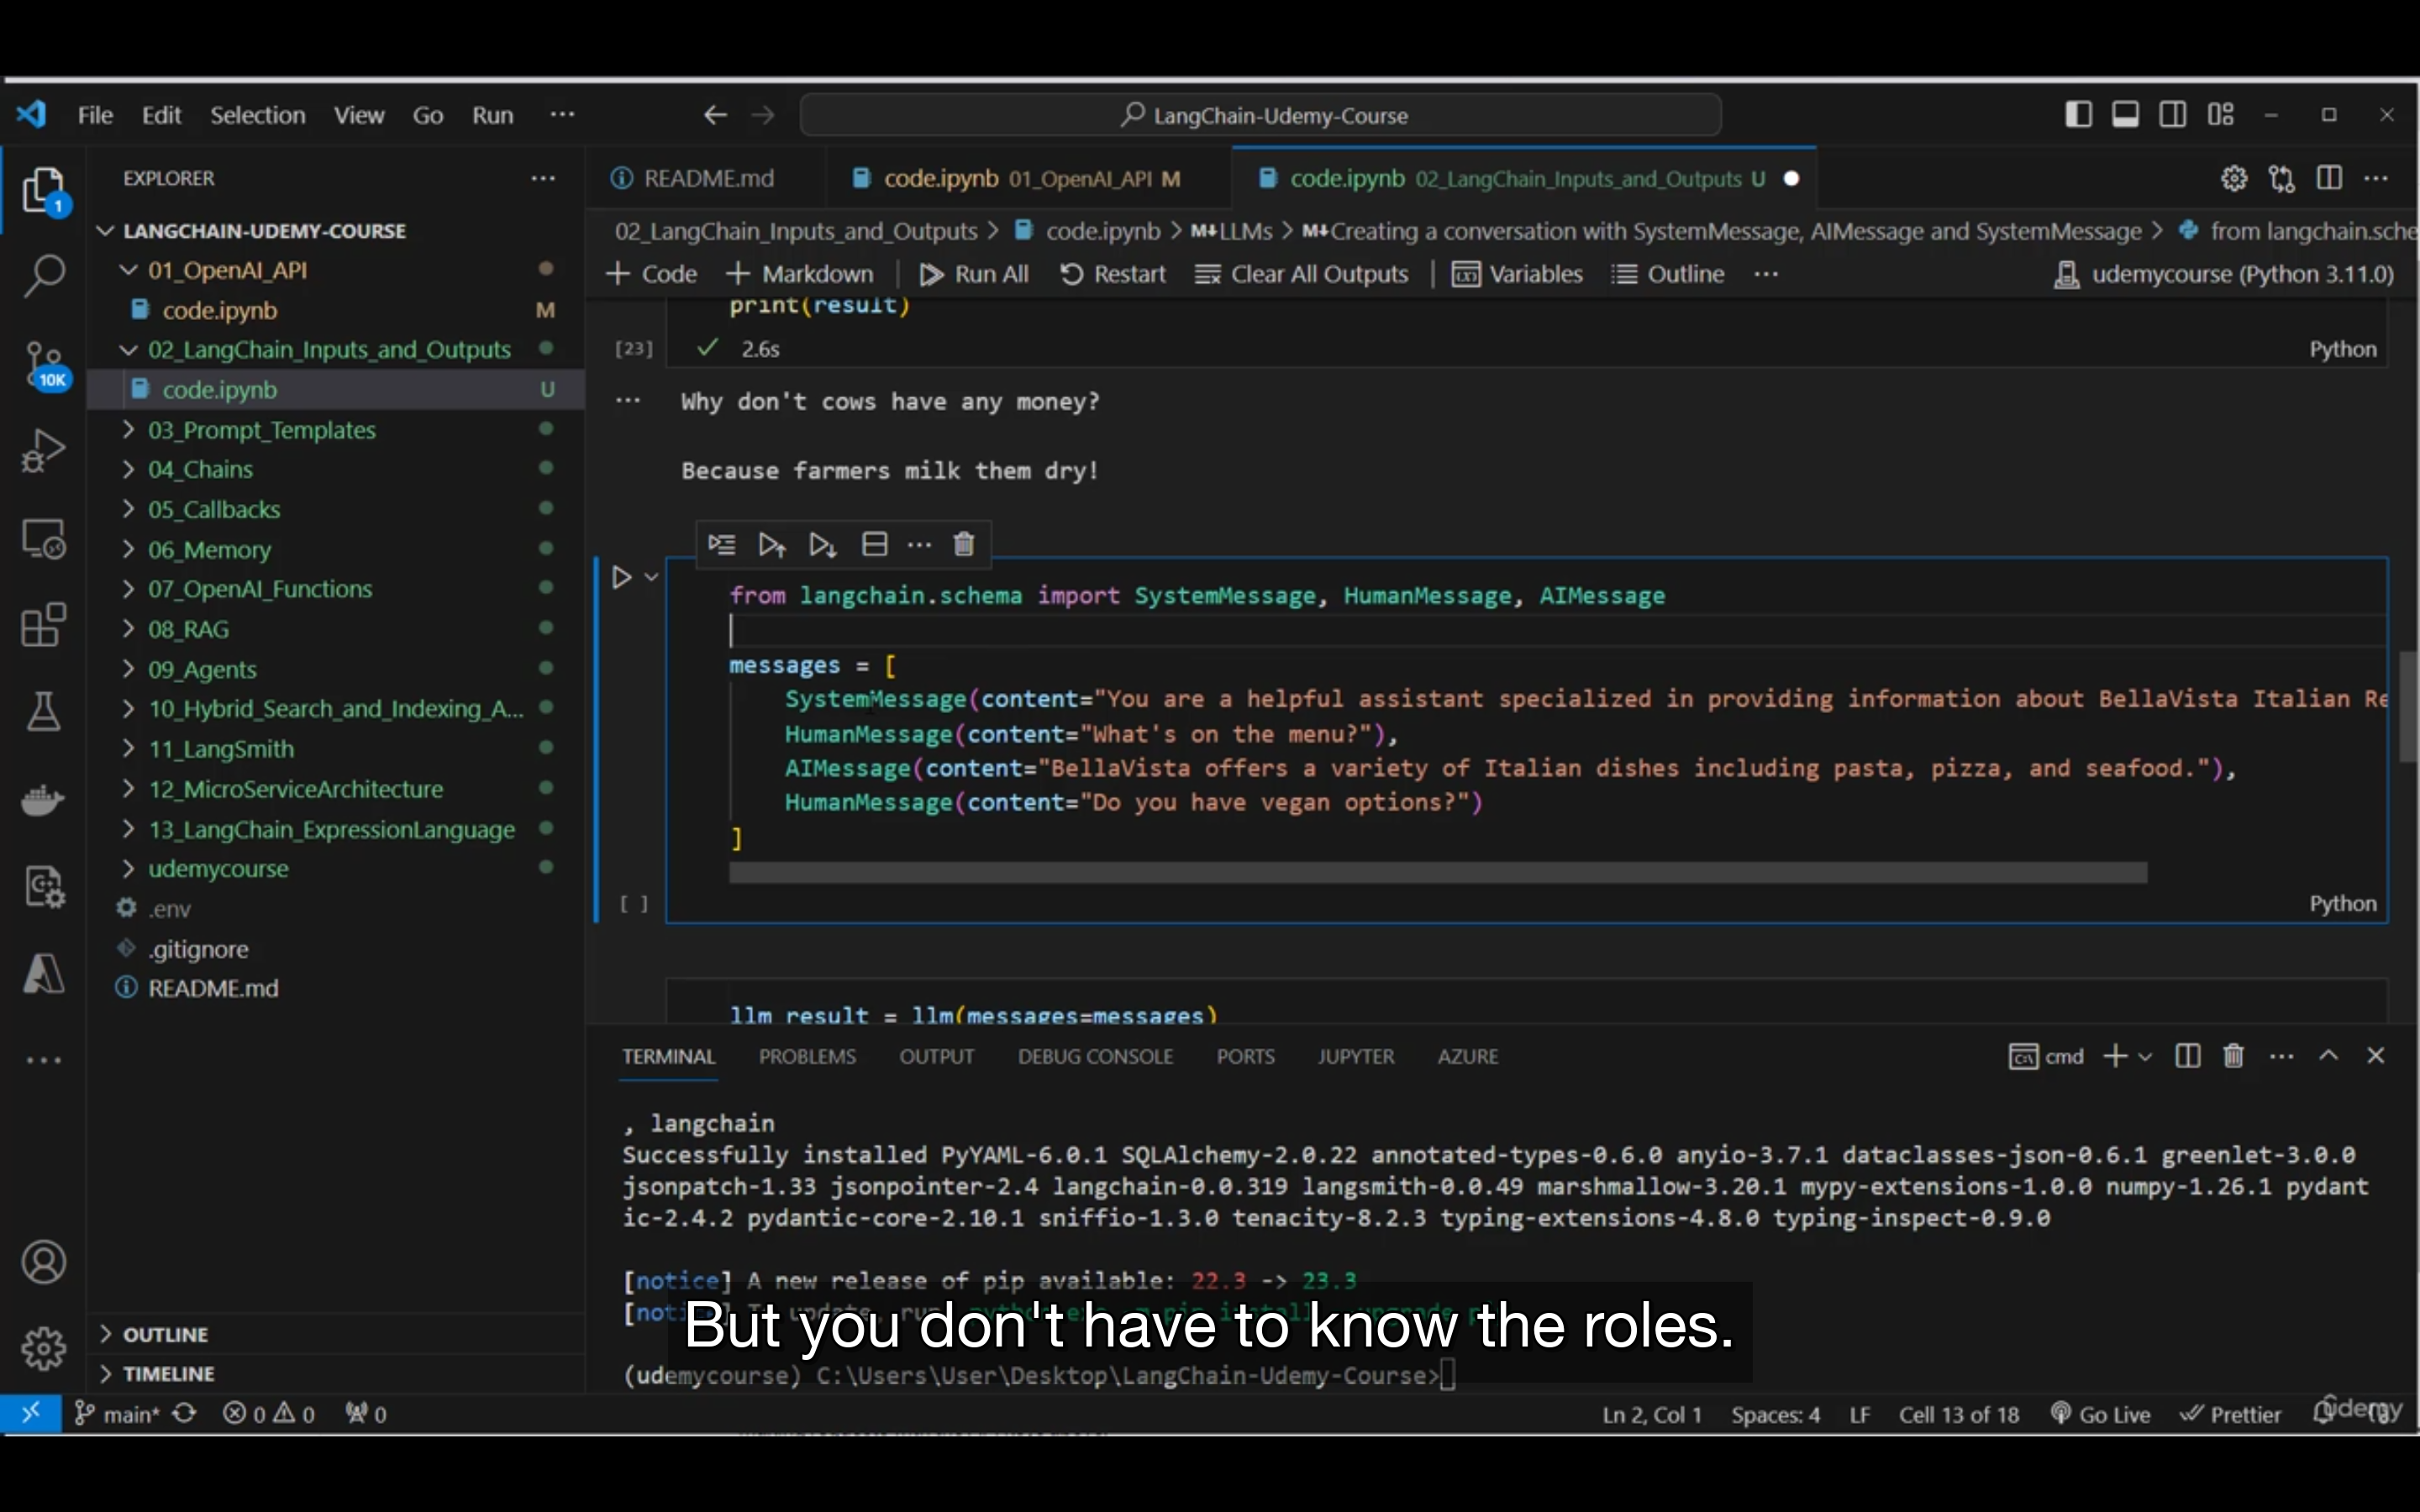 File Edit Selection View Go Run ···
LangChain-Udemy-Course
EXPLORER
1
10K
LANGCHAIN-UDEMY-COURSE
01_OpenAI_API
code.ipynb M
02_LangChain_Inputs_and_Outputs
code.ipynb U
03_Prompt_Templates
04_Chains
05_Callbacks
06_Memory
07_OpenAI_Functions
08_RAG
09_Agents
10_Hybrid_Search_and_Indexing_A...
11_LangSmith
12_MicroServiceArchitecture
13_LangChain_ExpressionLanguage
udemycourse
.env
.gitignore
README.md
OUTLINE
TIMELINE
README.md code.ipynb 01_OpenAI_API M code.ipynb 02_LangChain_Inputs_and_Outputs U
02_LangChain_Inputs_and_Outputs > code.ipynb > M↓LLMs > M↓Creating a conversation with SystemMessage, AIMessage and SystemMessage > from langchain.sche
+ Code + Markdown Run All Restart Clear All Outputs Variables Outline ··· udemycourse (Python 3.11.0)
print(result)
[23] ✓ 2.6s Python
Why don't cows have any money?
Because farmers milk them dry!
from langchain.schema import SystemMessage, HumanMessage, AIMessage
messages = [
SystemMessage(content="You are a helpful assistant specialized in providing information about BellaVista Italian Re
HumanMessage(content="What's on the menu?"),
AIMessage(content="BellaVista offers a variety of Italian dishes including pasta, pizza, and seafood."),
HumanMessage(content="Do you have vegan options?")
]
[ ] Python
llm_result = llm(messages=messages)
TERMINAL PROBLEMS OUTPUT DEBUG CONSOLE PORTS JUPYTER AZURE cmd
, langchain
Successfully installed PyYAML-6.0.1 SQLAlchemy-2.0.22 annotated-types-0.6.0 anyio-3.7.1 dataclasses-json-0.6.1 greenlet-3.0.0
jsonpatch-1.33 jsonpointer-2.4 langchain-0.0.319 langsmith-0.0.49 marshmallow-3.20.1 mypy-extensions-1.0.0 numpy-1.26.1 pydant
ic-2.4.2 pydantic-core-2.10.1 sniffio-1.3.0 tenacity-8.2.3 typing-extensions-4.8.0 typing-inspect-0.9.0
[notice] A new release of pip available: 22.3 -> 23.3
But you don't have to know the roles.
(udemycourse) C:\Users\User\Desktop\LangChain-Udemy-Course>
main* 0 0 0 Ln 2, Col 1 Spaces: 4 LF Cell 13 of 18 Go Live Prettier
udemy